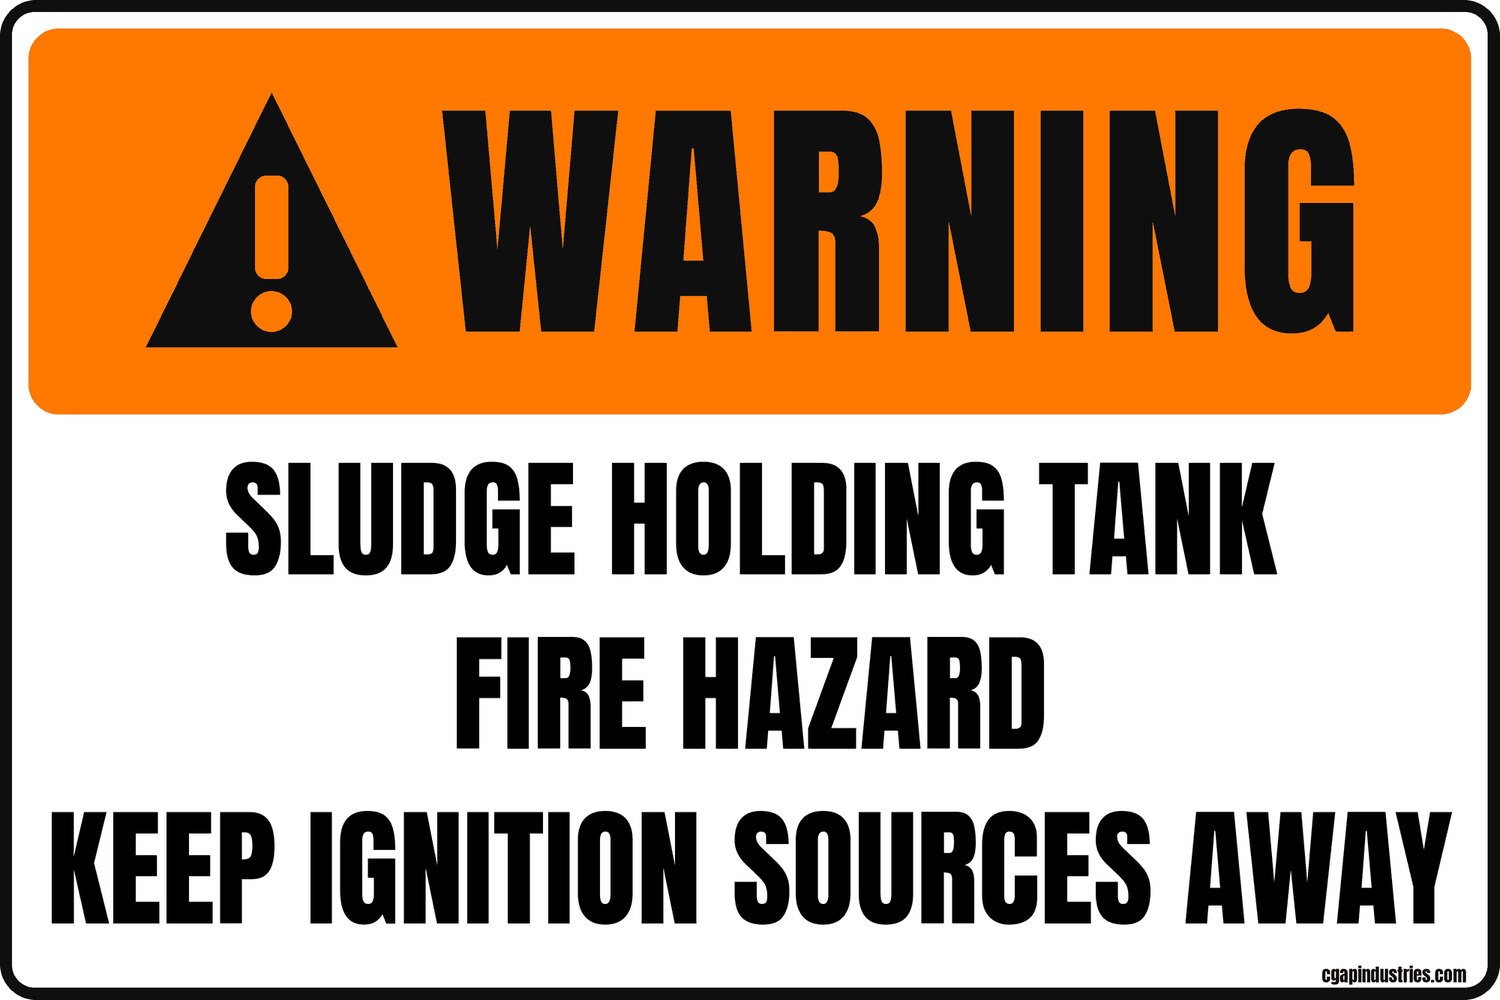 WARNING
SLUDGE HOLDING TANK
FIRE HAZARD
KEEP IGNITION SOURCES AWAY
cgapindustries.com